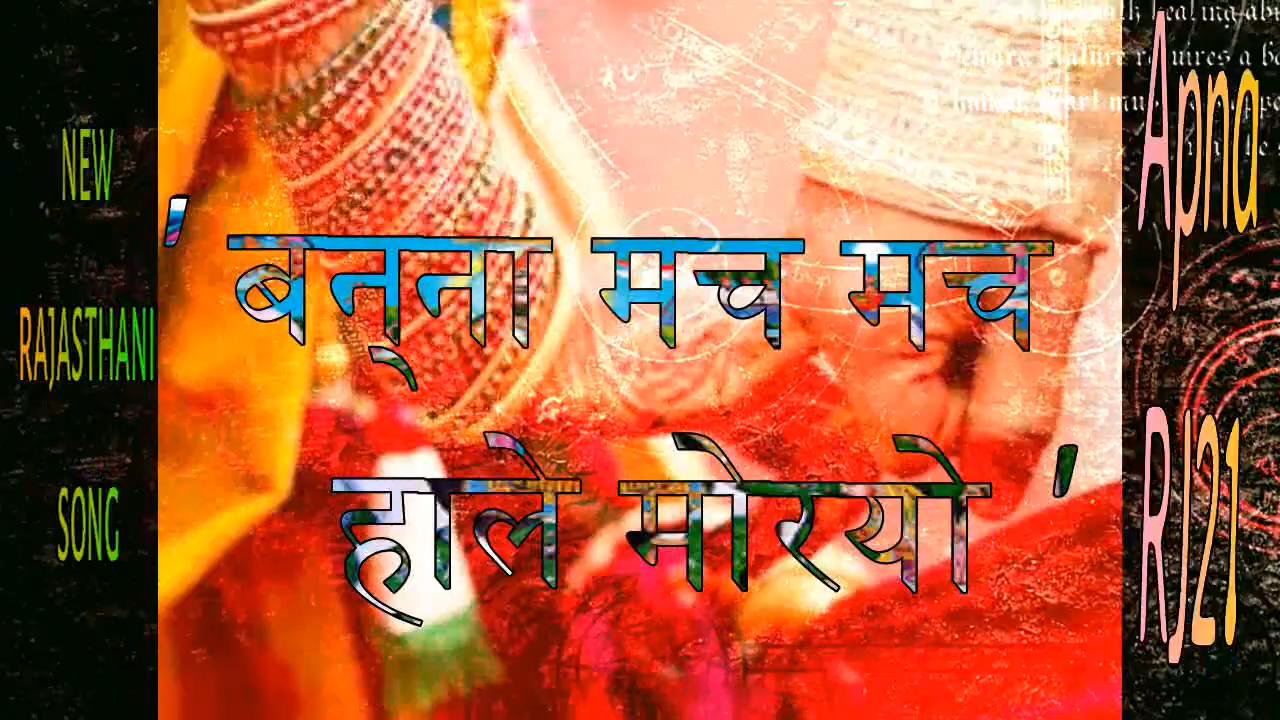 NEW
RAJASTHANI
SONG
' बन्‌ना मच मच
हाले मोरयो '
Apna
RJ21